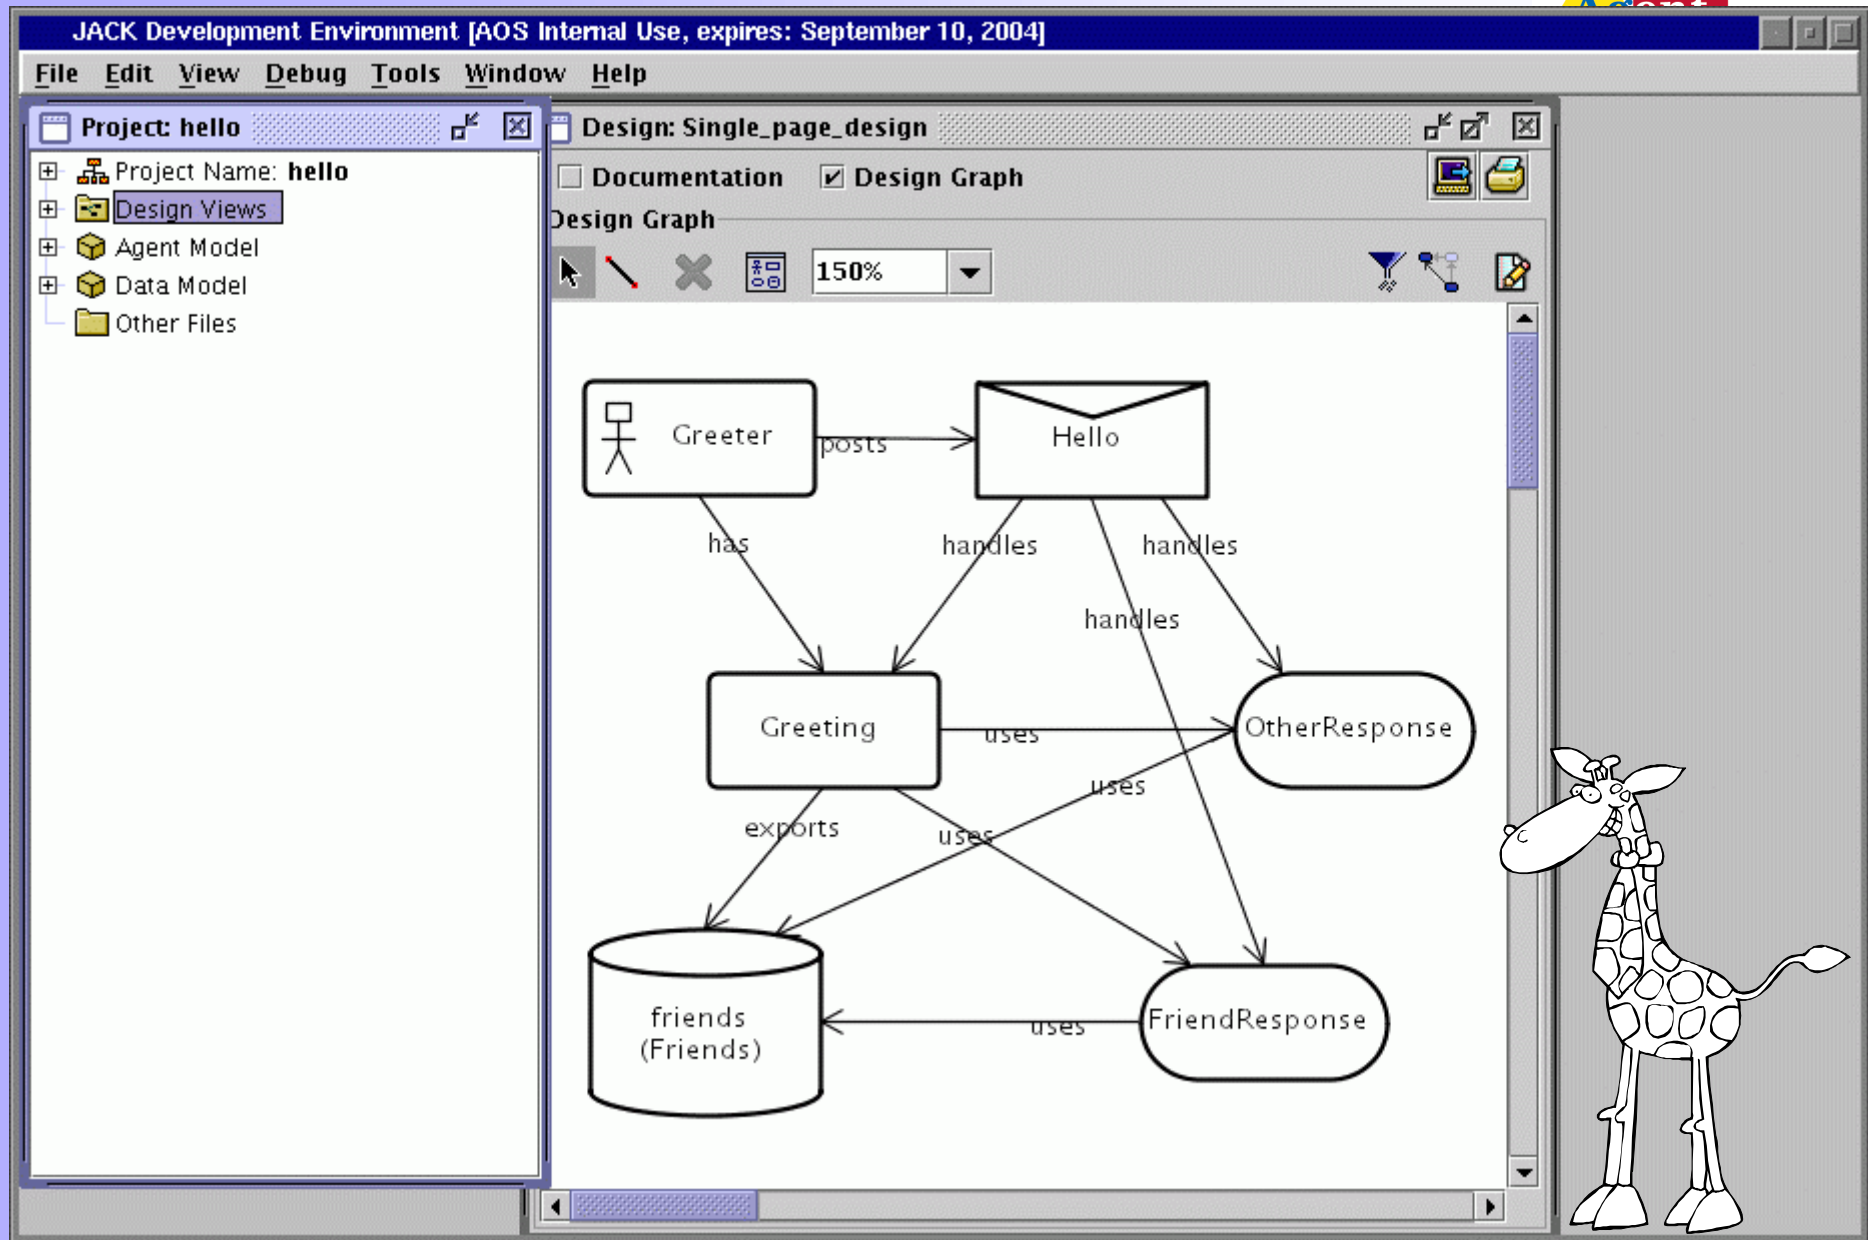 Agent
JACK Development Environment [AOS Internal Use, expires: September 10, 2004]
File Edit View Debug Tools Window Help
Project: hello
Project Name: hello
Design Views
Agent Model
Data Model
Other Files
Design: Single_page_design
Documentation Design Graph
Design Graph
150%
Greeter
posts
Hello
has
handles
handles
handles
Greeting
uses
OtherResponse
uses
exports
uses
friends
(Friends)
uses
FriendResponse